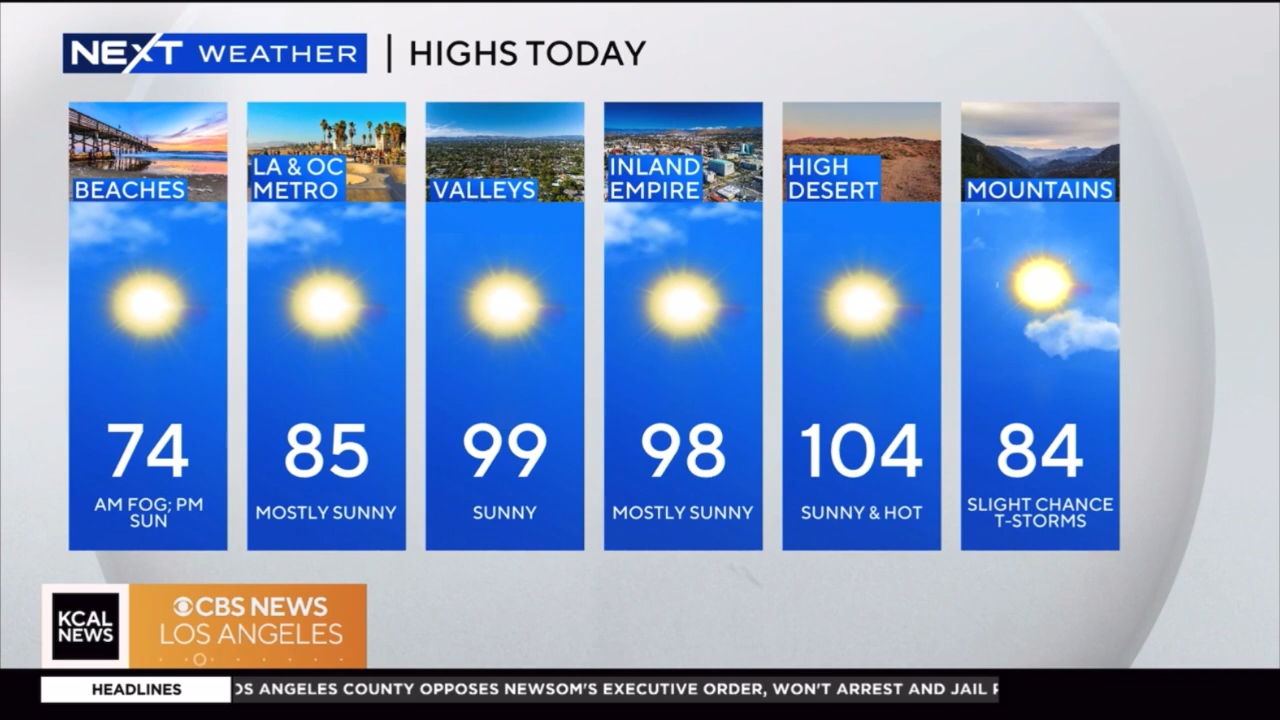 NEXT WEATHER | HIGHS TODAY
BEACHES
LA & OC
METRO
VALLEYS
INLAND
EMPIRE
HIGH
DESERT
MOUNTAINS
74
AM FOG; PM
SUN
85
MOSTLY SUNNY
99
SUNNY
98
MOSTLY SUNNY
104
SUNNY & HOT
84
SLIGHT CHANCE
T-STORMS
KCAL
NEWS
CBS NEWS
LOS ANGELES
HEADLINES
OS ANGELES COUNTY OPPOSES NEWSOM'S EXECUTIVE ORDER, WON'T ARREST AND JAIL